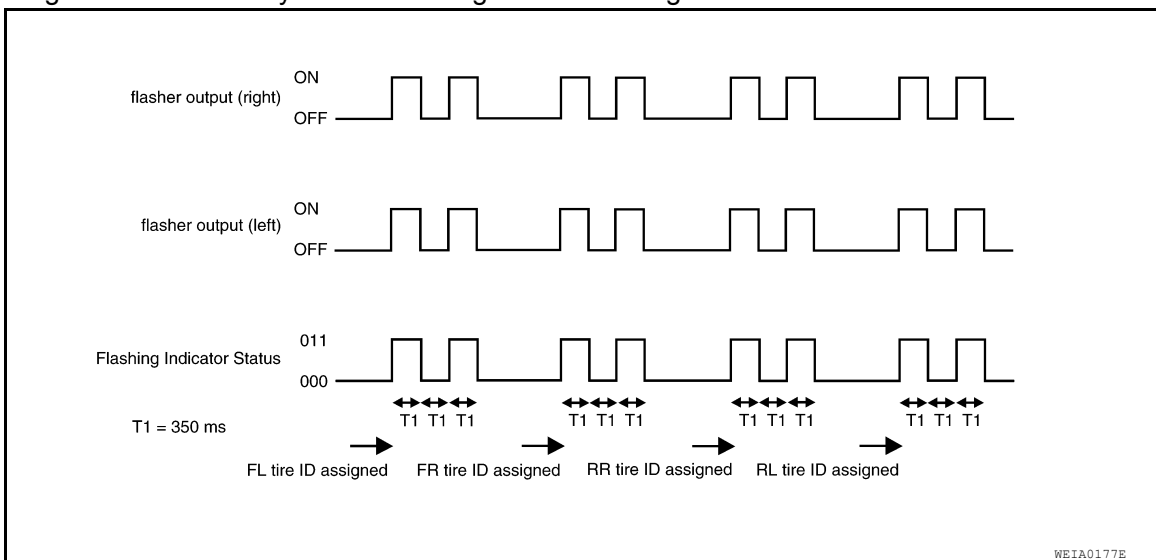 ON
flasher output (right)
OFF
ON
flasher output (left)
OFF
011
Flashing Indicator Status
000
T1 T1 T1 T1 T1 T1 T1 T1 T1 T1 T1 T1
T1 = 350 ms
FL tire ID assigned FR tire ID assigned RR tire ID assigned RL tire ID assigned
WEIA0177E